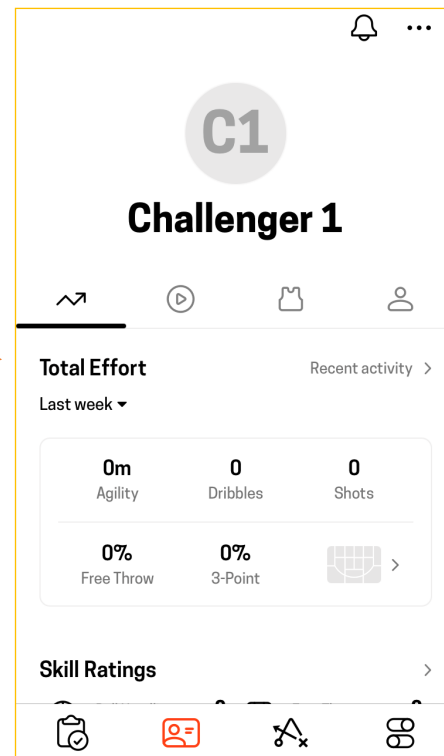 C1
Challenger 1
Total Effort
Recent activity
Last week
0m 0 0
Agility Dribbles Shots
0% 0%
Free Throw 3-Point
Skill Ratings